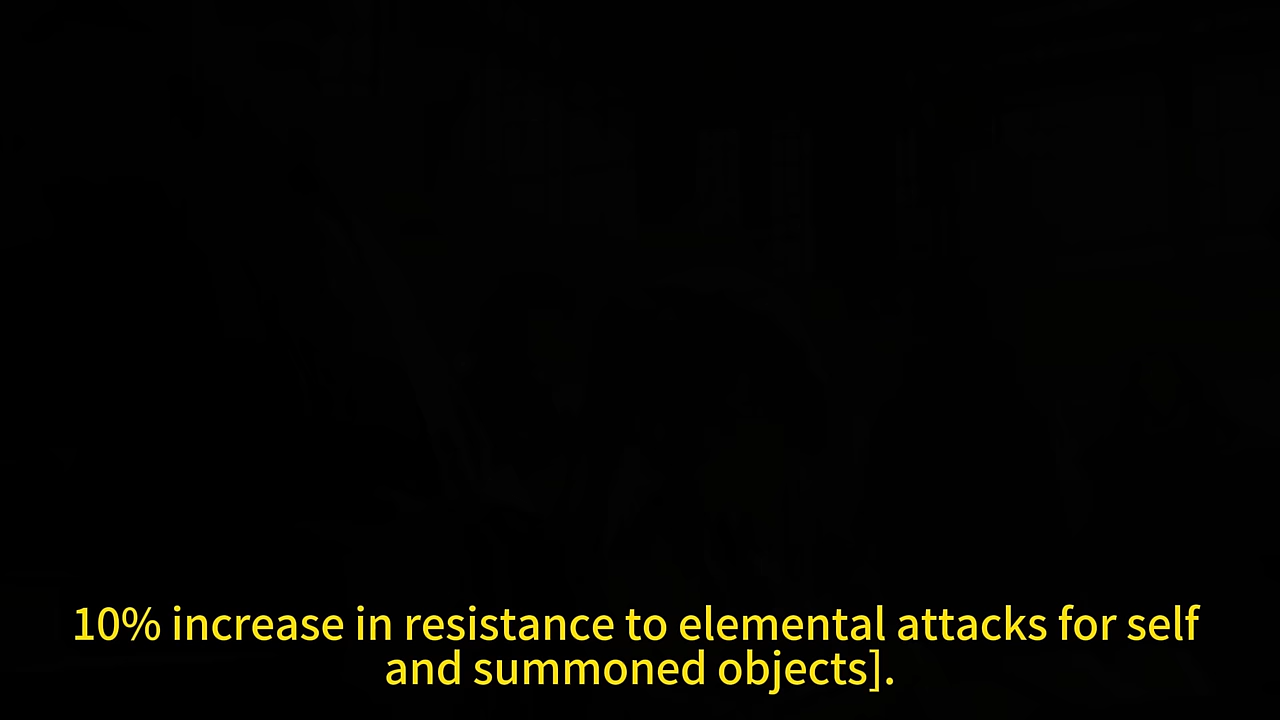 10% increase in resistance to elemental attacks for self
and summoned objects].